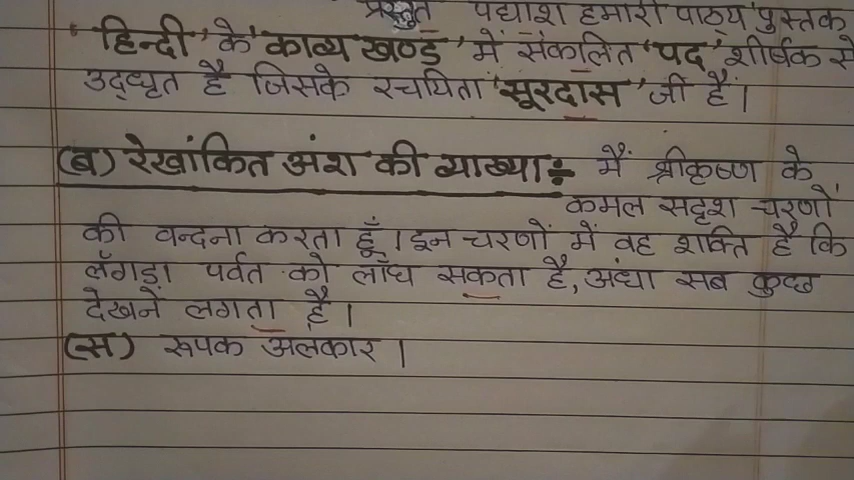 प्रस्तुत पद्यांश हमारी पाठ्य पुस्तक
'हिन्दी' के 'काव्य खण्ड' में संकलित 'पद' शीर्षक से
उद्धृत है जिसके रचयिता 'सूरदास' जी हैं।
(ब) रेखांकित अंश की व्याख्या÷ मैं श्रीकृष्ण के
कमल सदृश चरणों
की वन्दना करता हूँ। इन चरणों में वह शक्ति है कि
लँगड़ा पर्वत को लाँघ सकता है, अंधा सब कुछ
देखने लगता है।
(स) रूपक अलंकार।